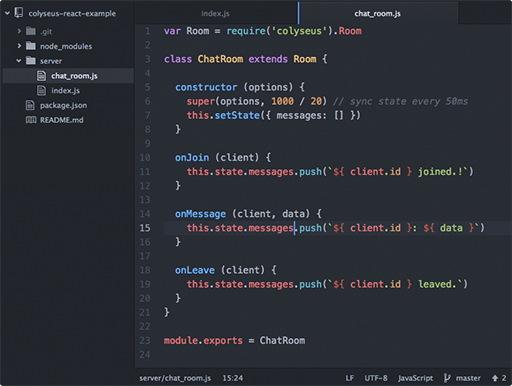 colyseus-react-example
.git
node_modules
server
chat_room.js
index.js
package.json
README.md
index.js
chat_room.js
1 var Room = require('colyseus').Room
2
3 class ChatRoom extends Room {
4
5 constructor (options) {
6 super(options, 1000 / 20) // sync state every 50ms
7 this.setState({ messages: [] })
8 }
9
10 onJoin (client) {
11 this.state.messages.push(`${ client.id } joined.!`)
12 }
13
14 onMessage (client, data) {
15 this.state.messages.push(`${ client.id }: ${ data }`)
16 }
17
18 onLeave (client) {
19 this.state.messages.push(`${ client.id } leaved.`)
20 }
21 }
22
23 module.exports = ChatRoom
24
server/chat_room.js 15:24 LF UTF-8 JavaScript master 2